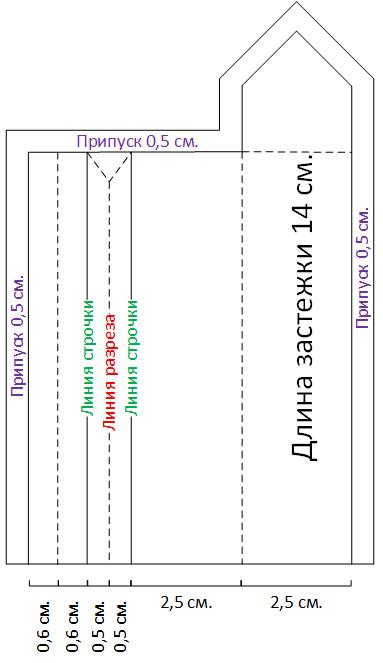 Припуск 0,5 см.
Припуск 0,5 см.
Линия строчки
Линия разреза
Линия строчки
Длина застежки 14 см.
Припуск 0,5 см.
0,6 см.
0,6 см.
0,5 см.
0,5 см.
2,5 см.
2,5 см.